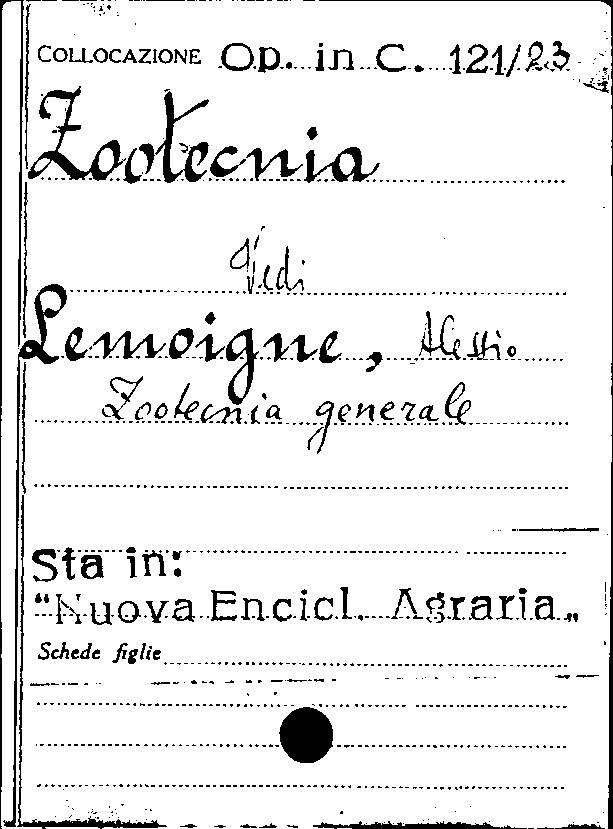 COLLOCAZIONE Op. in C. 121/23
Zootecnia
Vedi
Lemoigne, Alessio
Zootecnia generale
Sta in:
"Nuova Encicl. Agraria„
Schede figlie